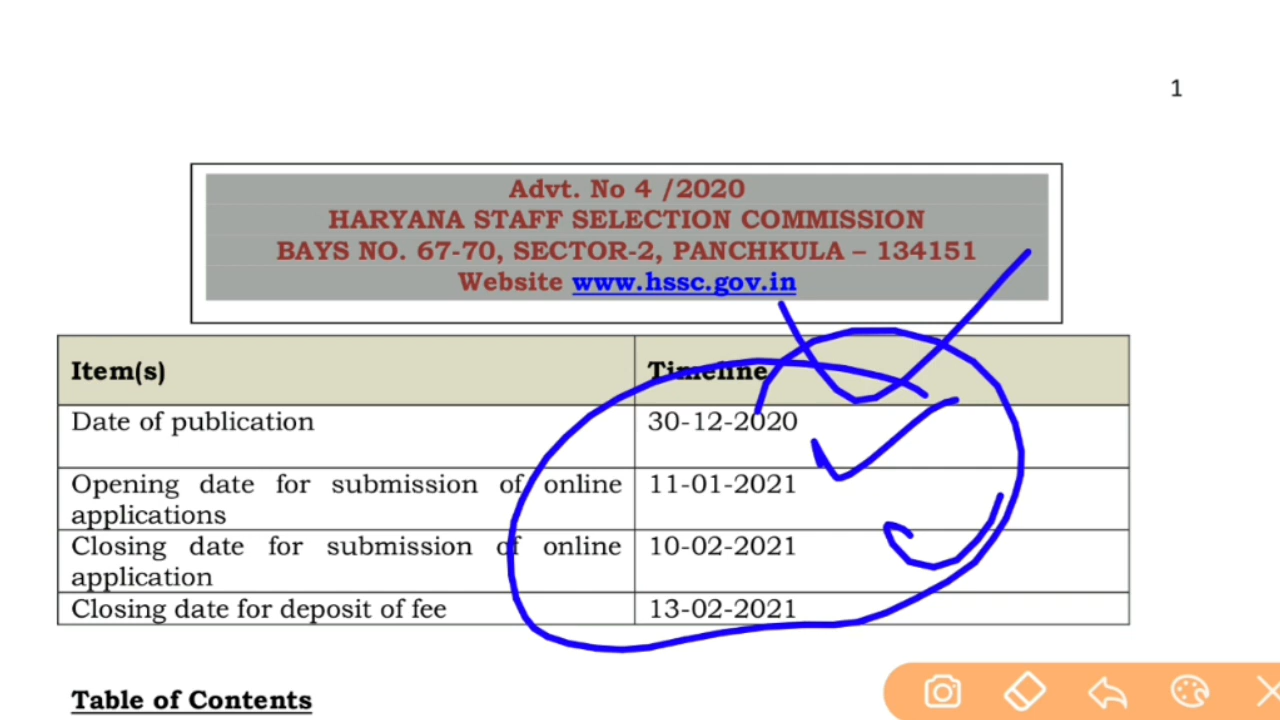 1
Advt. No 4 /2020
HARYANA STAFF SELECTION COMMISSION
BAYS NO. 67-70, SECTOR-2, PANCHKULA – 134151
Website www.hssc.gov.in
Item(s) Timeline
Date of publication 30-12-2020
Opening date for submission of online applications 11-01-2021
Closing date for submission of online application 10-02-2021
Closing date for deposit of fee 13-02-2021
Table of Contents